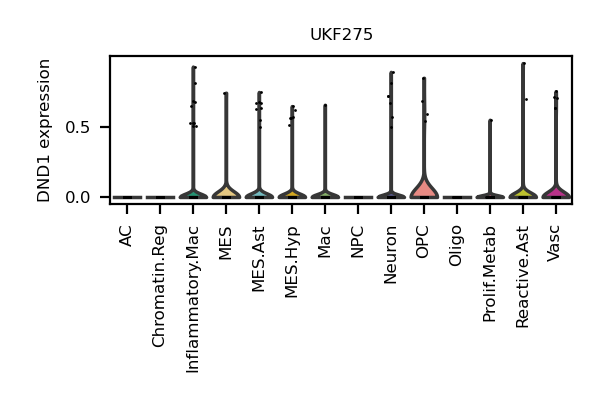 UKF275
DND1 expression
0.5
0.0
AC
Chromatin.Reg
Inflammatory.Mac
MES
MES.Ast
MES.Hyp
Mac
NPC
Neuron
OPC
Oligo
Prolif.Metab
Reactive.Ast
Vasc